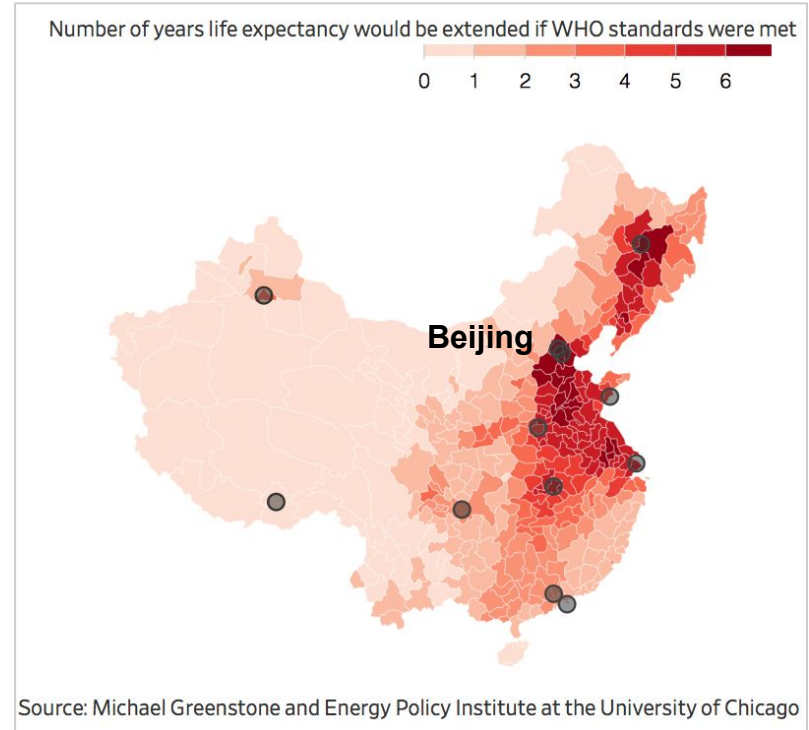 Number of years life expectancy would be extended if WHO standards were met
0 1 2 3 4 5 6
Beijing
Source: Michael Greenstone and Energy Policy Institute at the University of Chicago